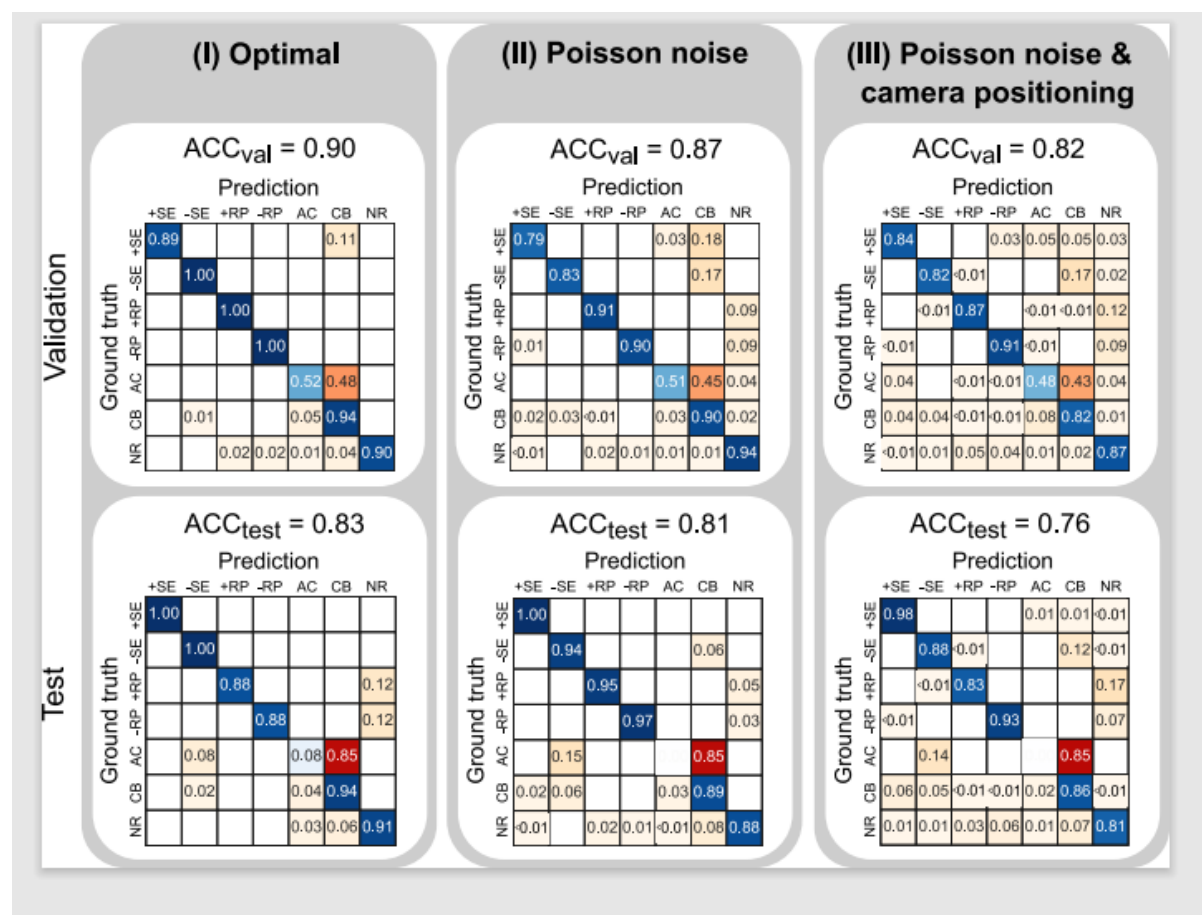 (I) Optimal
(II) Poisson noise
(III) Poisson noise &
camera positioning
Validation
ACCval = 0.90
Prediction
+SE -SE +RP -RP AC CB NR
Ground truth
+SE 0.89 0.11
-SE 1.00
+RP 1.00
-RP 1.00
AC 0.52 0.48
CB 0.01 0.05 0.94
NR 0.02 0.02 0.01 0.04 0.90
ACCval = 0.87
Prediction
+SE -SE +RP -RP AC CB NR
Ground truth
+SE 0.79 0.03 0.18
-SE 0.83 0.17
+RP 0.91 0.09
-RP 0.01 0.90 0.09
AC 0.51 0.45 0.04
CB 0.02 0.03 <0.01 0.03 0.90 0.02
NR <0.01 0.02 0.01 0.01 0.01 0.94
ACCval = 0.82
Prediction
+SE -SE +RP -RP AC CB NR
Ground truth
+SE 0.84 0.03 0.05 0.05 0.03
-SE 0.82 <0.01 0.17 0.02
+RP <0.01 0.87 <0.01 <0.01 0.12
-RP <0.01 0.91 <0.01 0.09
AC 0.04 <0.01 <0.01 0.48 0.43 0.04
CB 0.04 0.04 <0.01 <0.01 0.08 0.82 0.01
NR <0.01 0.01 0.05 0.04 0.01 0.02 0.87
Test
ACCtest = 0.83
Prediction
+SE -SE +RP -RP AC CB NR
Ground truth
+SE 1.00
-SE 1.00
+RP 0.88 0.12
-RP 0.88 0.12
AC 0.08 0.08 0.85
CB 0.02 0.04 0.94
NR 0.03 0.06 0.91
ACCtest = 0.81
Prediction
+SE -SE +RP -RP AC CB NR
Ground truth
+SE 1.00
-SE 0.94 0.06
+RP 0.95 0.05
-RP 0.97 0.03
AC 0.15 0.85
CB 0.02 0.06 0.03 0.89
NR <0.01 0.02 0.01 <0.01 0.08 0.88
ACCtest = 0.76
Prediction
+SE -SE +RP -RP AC CB NR
Ground truth
+SE 0.98 0.01 0.01 <0.01
-SE 0.88 <0.01 0.12 <0.01
+RP <0.01 0.83 0.17
-RP <0.01 0.93 0.07
AC 0.14 0.85
CB 0.06 0.05 <0.01 <0.01 0.02 0.86 <0.01
NR 0.01 0.01 0.03 0.06 0.01 0.07 0.81